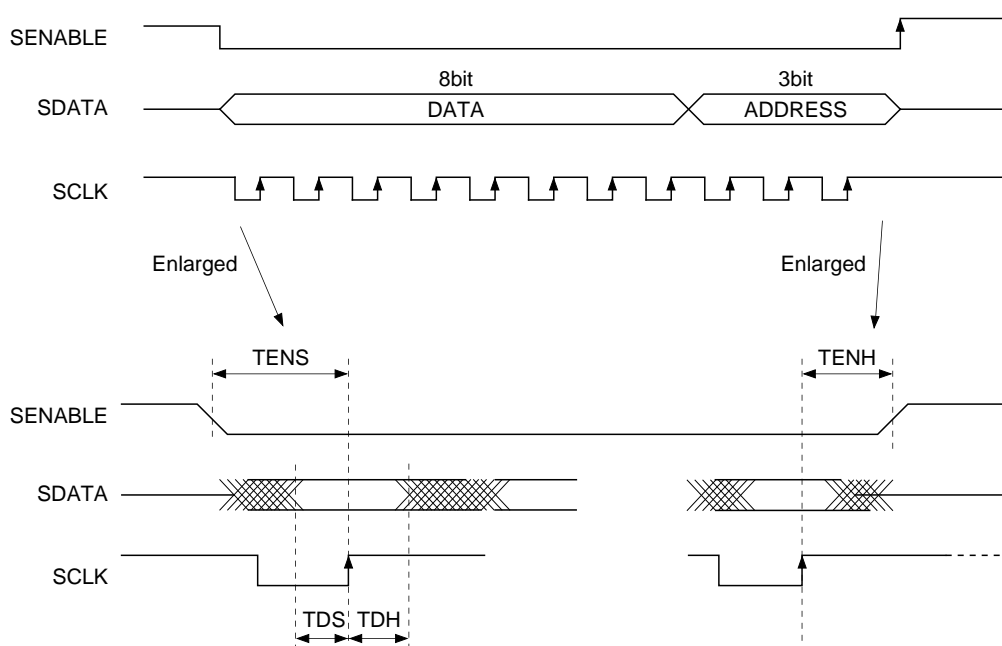 SENABLE
8bit 3bit
SDATA DATA ADDRESS
SCLK
Enlarged Enlarged
TENS TENH
SENABLE
SDATA
SCLK
TDS TDH